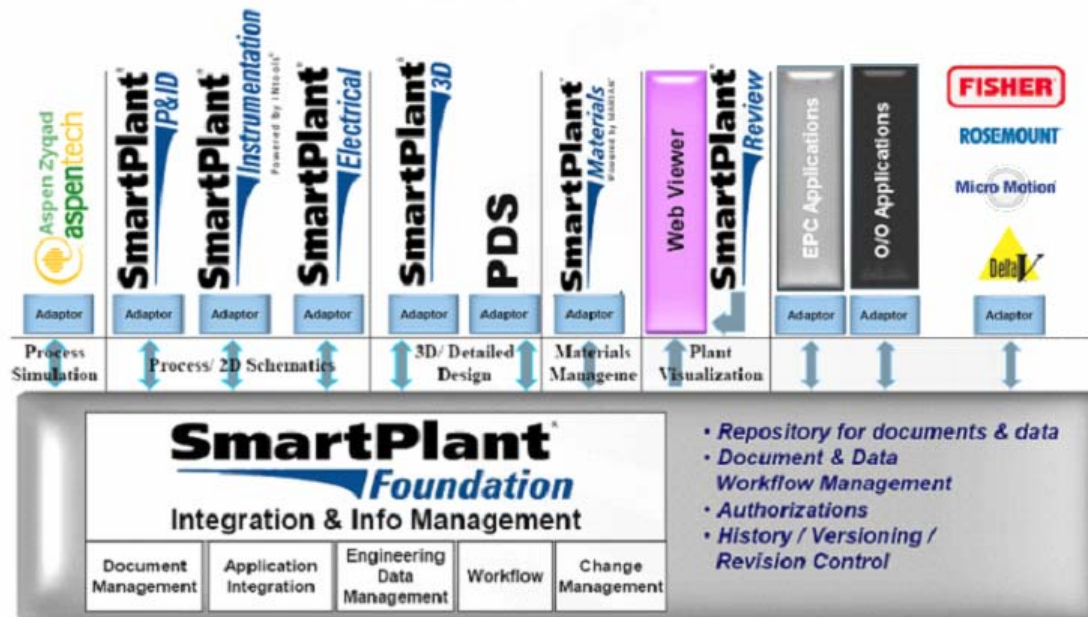 Aspen Zyqad
aspentech
SmartPlant®
P&ID
SmartPlant®
Instrumentation
Powered by INtools®
SmartPlant®
Electrical
SmartPlant®
3D
PDS
SmartPlant®
Materials
Powered by MARIAN®
Web Viewer
SmartPlant®
Review
EPC Applications
O/O Applications
FISHER®
ROSEMOUNT®
Micro Motion®
DeltaV
Adaptor
Adaptor
Adaptor
Adaptor
Adaptor
Adaptor
Adaptor
Adaptor
Adaptor
Adaptor
Process
Simulation
Process/ 2D Schematics
3D/ Detailed
Design
Materials
Manageme
Plant
Visualization
SmartPlant®
Foundation
Integration & Info Management
Document
Management
Application
Integration
Engineering
Data
Management
Workflow
Change
Management
• Repository for documents & data
• Document & Data
Workflow Management
• Authorizations
• History / Versioning /
Revision Control